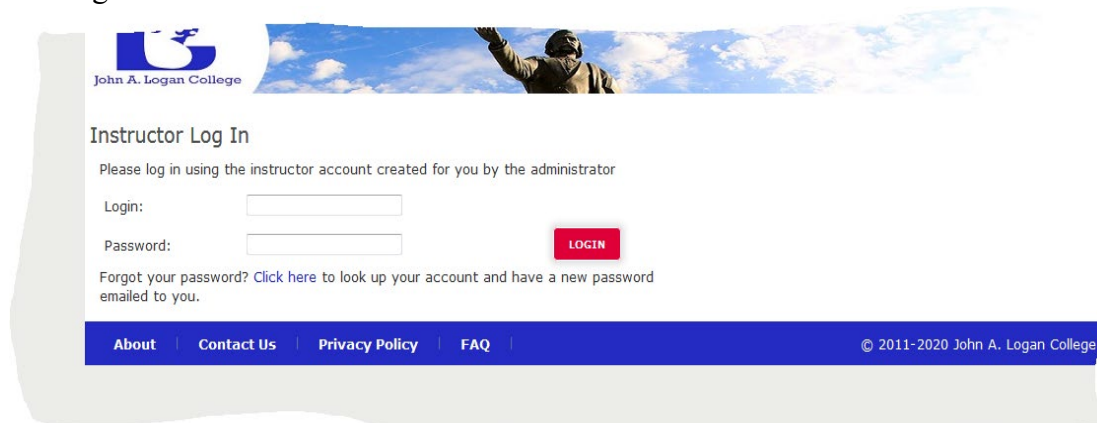 John A. Logan College
Instructor Log In
Please log in using the instructor account created for you by the administrator
Login:
Password:
LOGIN
Forgot your password? Click here to look up your account and have a new password
emailed to you.
About Contact Us Privacy Policy FAQ © 2011-2020 John A. Logan College